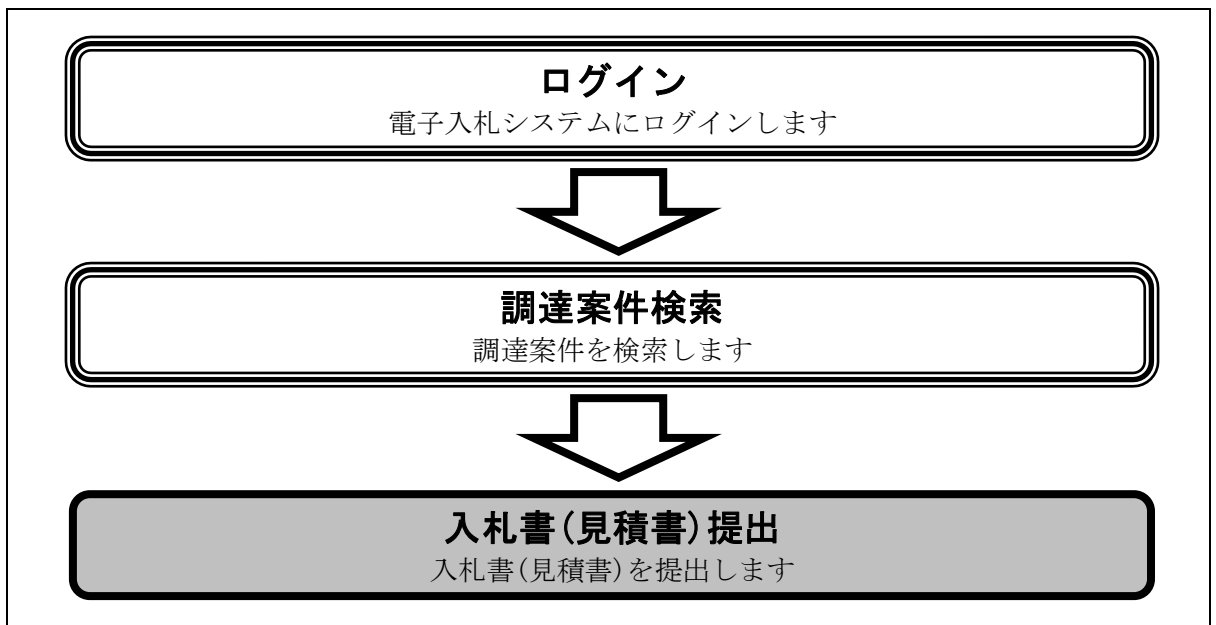 ログイン
電子入札システムにログインします
調達案件検索
調達案件を検索します
入札書(見積書)提出
入札書(見積書)を提出します